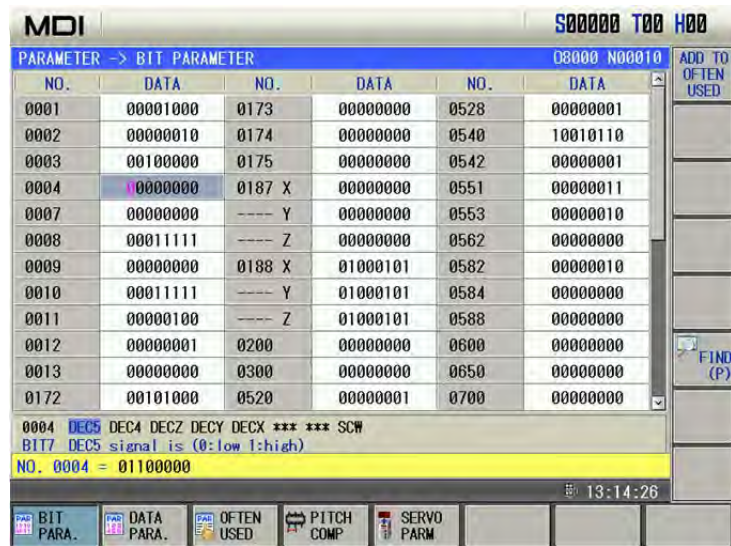 MDI S00000 T00 H00
PARAMETER -> BIT PARAMETER O8000 N00010
ADD TO
OFTEN
USED
NO. DATA NO. DATA NO. DATA
0001 00001000 0173 00000000 0528 00000001
0002 00000010 0174 00000000 0540 10010110
0003 00100000 0175 00000000 0542 00000001
0004 00000000 0187 X 00000000 0551 00000011
0007 00000000 ---- Y 00000000 0553 00000010
0008 00011111 ---- Z 00000000 0562 00000000
0009 00000000 0188 X 01000101 0582 00000010
0010 00011111 ---- Y 01000101 0584 00000000
0011 00000100 ---- Z 01000101 0588 00000000
0012 00000001 0200 00000000 0600 00000000
0013 00000000 0300 00000000 0650 00000000
0172 00101000 0520 00000001 0700 00000000
FIND
(P)
0004 DEC5 DEC4 DECZ DECY DECX *** *** SCW
BIT7 DEC5 signal is (0:low 1:high)
NO. 0004 = 01100000
13:14:26
BIT PARA.
DATA PARA.
OFTEN USED
PITCH COMP
SERVO PARM